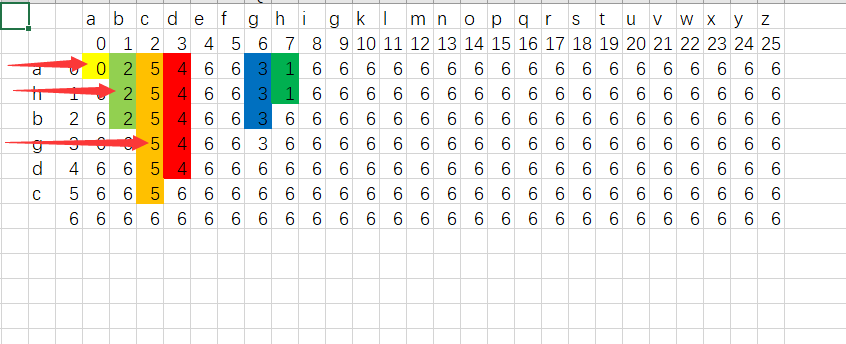 a b c d e f g h i g k l m n o p q r s t u v w x y z
0 1 2 3 4 5 6 7 8 9 10 11 12 13 14 15 16 17 18 19 20 21 22 23 24 25
a 0 0 2 5 4 6 6 3 1 6 6 6 6 6 6 6 6 6 6 6 6 6 6 6 6 6 6
h 1 6 2 5 4 6 6 3 1 6 6 6 6 6 6 6 6 6 6 6 6 6 6 6 6 6 6
b 2 6 2 5 4 6 6 3 6 6 6 6 6 6 6 6 6 6 6 6 6 6 6 6 6 6 6
g 3 6 6 5 4 6 6 3 6 6 6 6 6 6 6 6 6 6 6 6 6 6 6 6 6 6 6
d 4 6 6 5 4 6 6 6 6 6 6 6 6 6 6 6 6 6 6 6 6 6 6 6 6 6 6
c 5 6 6 5 6 6 6 6 6 6 6 6 6 6 6 6 6 6 6 6 6 6 6 6 6 6 6
6 6 6 6 6 6 6 6 6 6 6 6 6 6 6 6 6 6 6 6 6 6 6 6 6 6 6